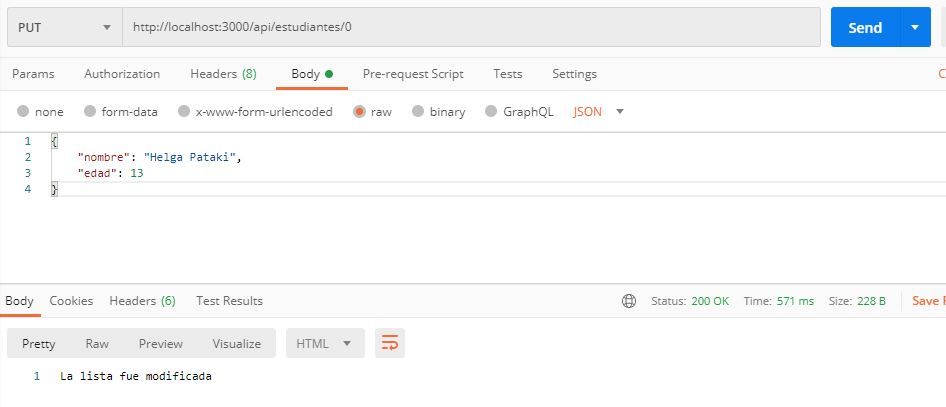 PUT http://localhost:3000/api/estudiantes/0 Send
Params Authorization Headers (8) Body Pre-request Script Tests Settings
none form-data x-www-form-urlencoded raw binary GraphQL JSON
1 {
2 "nombre": "Helga Pataki",
3 "edad": 13
4 }
Body Cookies Headers (6) Test Results Status: 200 OK Time: 571 ms Size: 228 B Save
Pretty Raw Preview Visualize HTML
1 La lista fue modificada